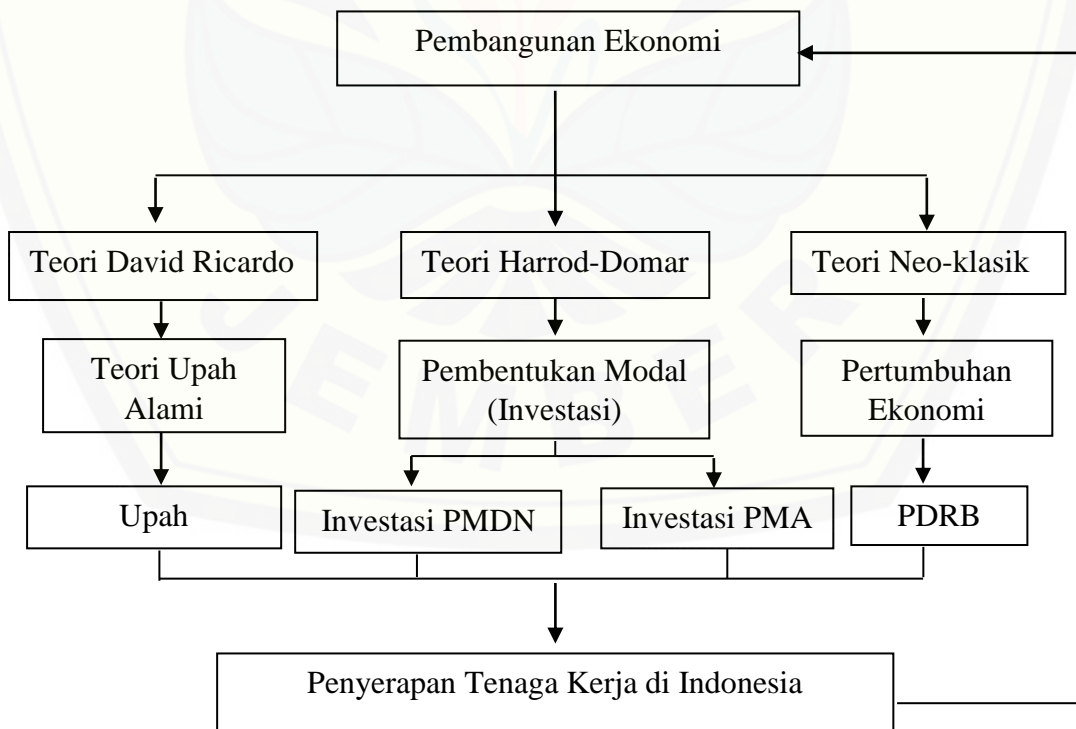 Pembangunan Ekonomi
Teori David Ricardo
Teori Harrod-Domar
Teori Neo-klasik
Teori Upah
Alami
Pembentukan Modal
(Investasi)
Pertumbuhan
Ekonomi
Upah
Investasi PMDN
Investasi PMA
PDRB
Penyerapan Tenaga Kerja di Indonesia
JEMBER